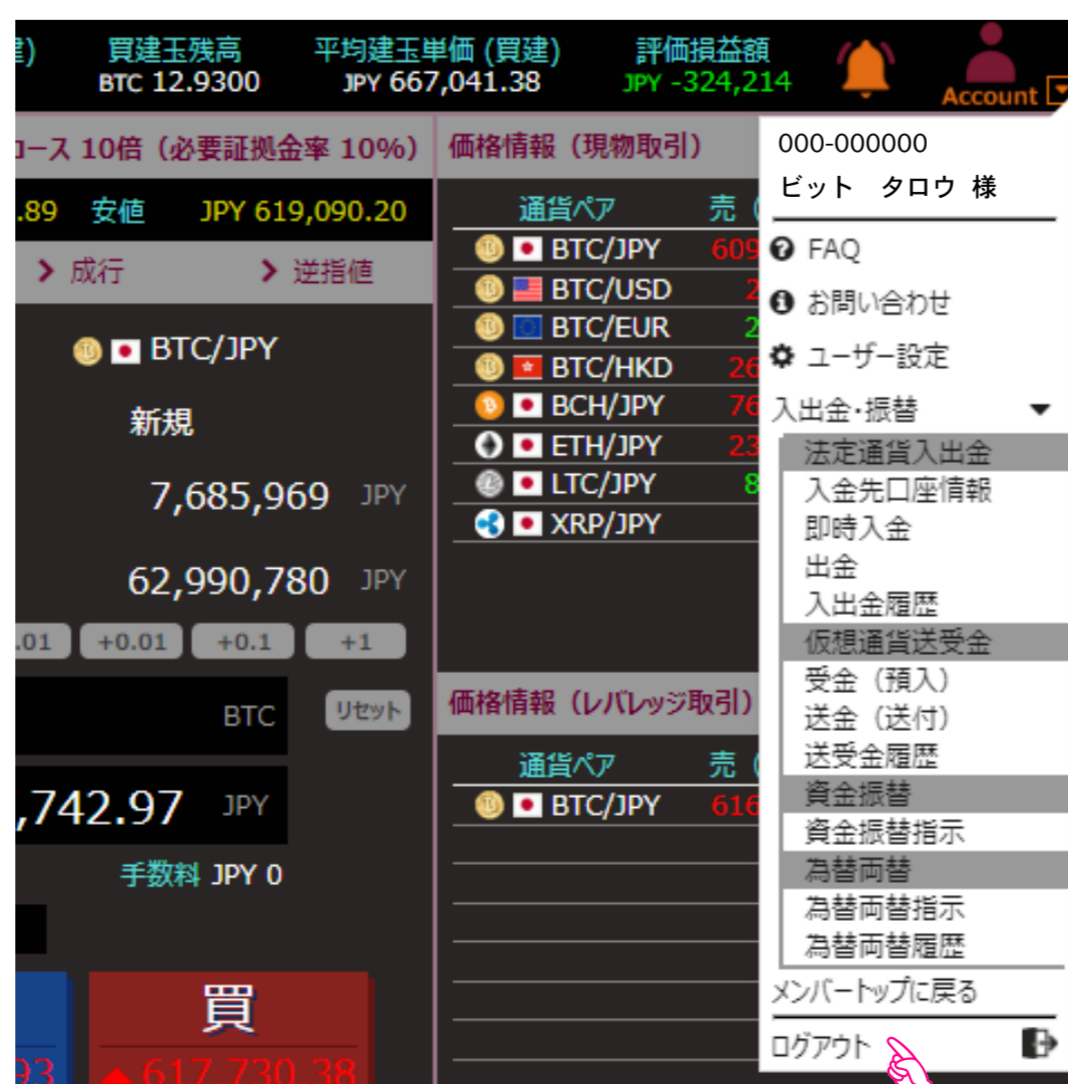 買建玉残高 平均建玉単価 (買建) 評価損益額
BTC 12.9300 JPY 667,041.38 JPY -324,214
Account
コース 10倍（必要証拠金率 10%）
.89 安値 JPY 619,090.20
成行 逆指値
BTC/JPY
新規
7,685,969 JPY
62,990,780 JPY
.01 +0.01 +0.1 +1
BTC リセット
,742.97 JPY
手数料 JPY 0
買
93 617,730.38
価格情報（現物取引）
通貨ペア 売（
BTC/JPY 609
BTC/USD 2
BTC/EUR 2
BTC/HKD 26
BCH/JPY 76
ETH/JPY 23
LTC/JPY 8
XRP/JPY
価格情報（レバレッジ取引）
通貨ペア 売（
BTC/JPY 616
000-000000
ビット タロウ 様
FAQ
お問い合わせ
ユーザー設定
入出金・振替
法定通貨入出金
入金先口座情報
即時入金
出金
入出金履歴
仮想通貨送受金
受金（預入）
送金（送付）
送受金履歴
資金振替
資金振替指示
為替両替
為替両替指示
為替両替履歴
メンバートップに戻る
ログアウト